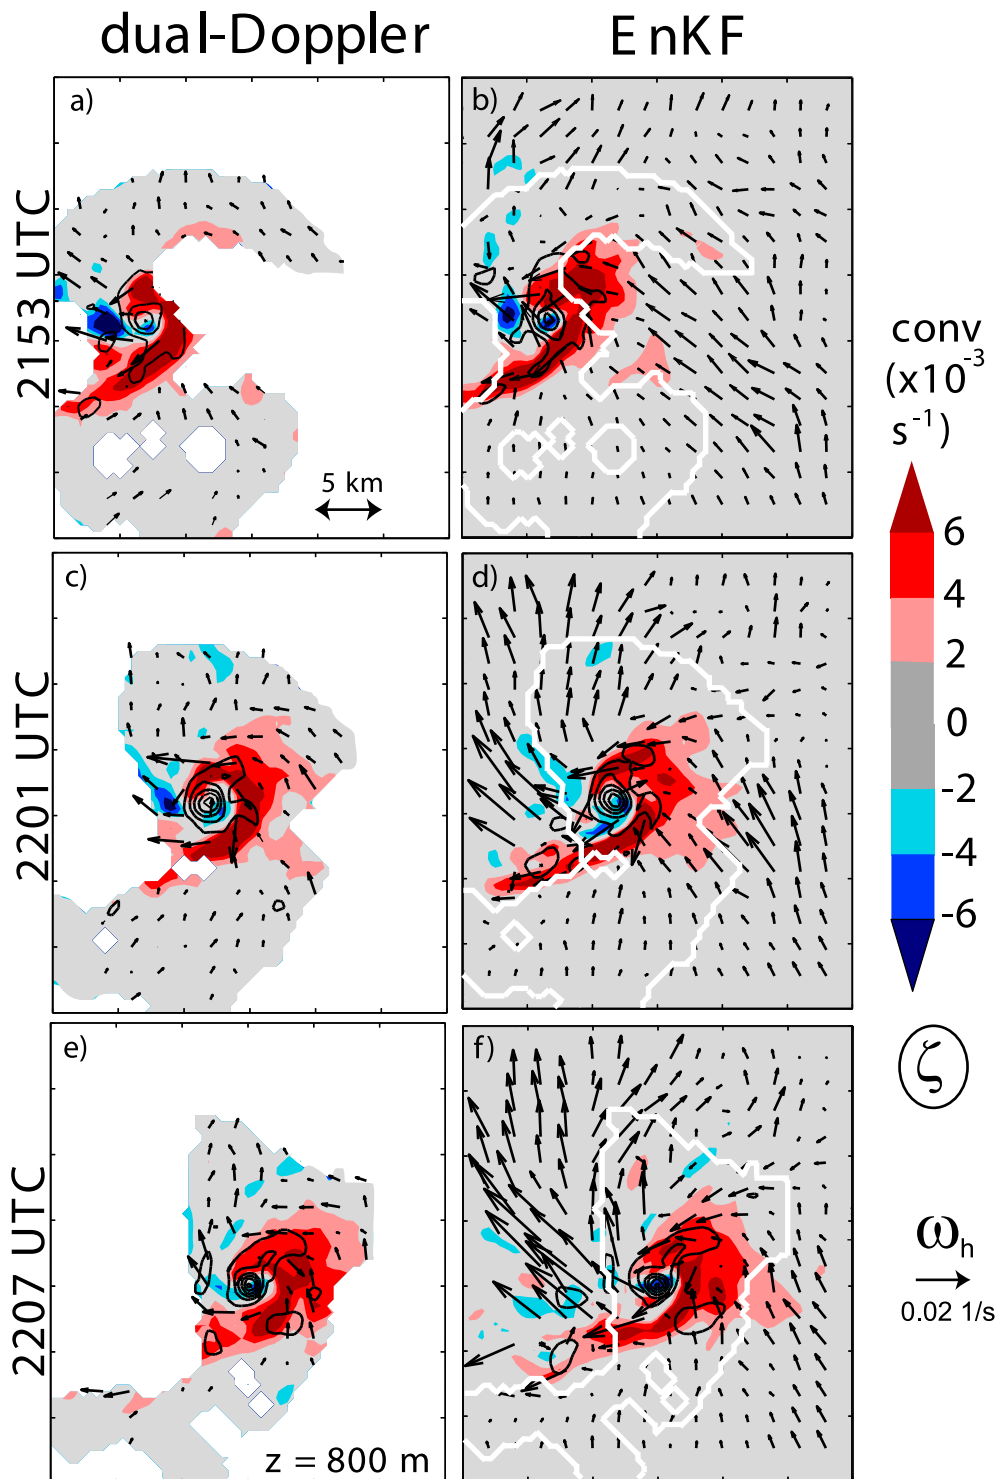 dual-Doppler
EnKF
a)
b)
2153 UTC
5 km
conv
(x10⁻³
s⁻¹)
6
4
2
0
-2
-4
-6
c)
d)
2201 UTC
e)
f)
2207 UTC
z = 800 m
ζ
ωₕ
0.02 1/s